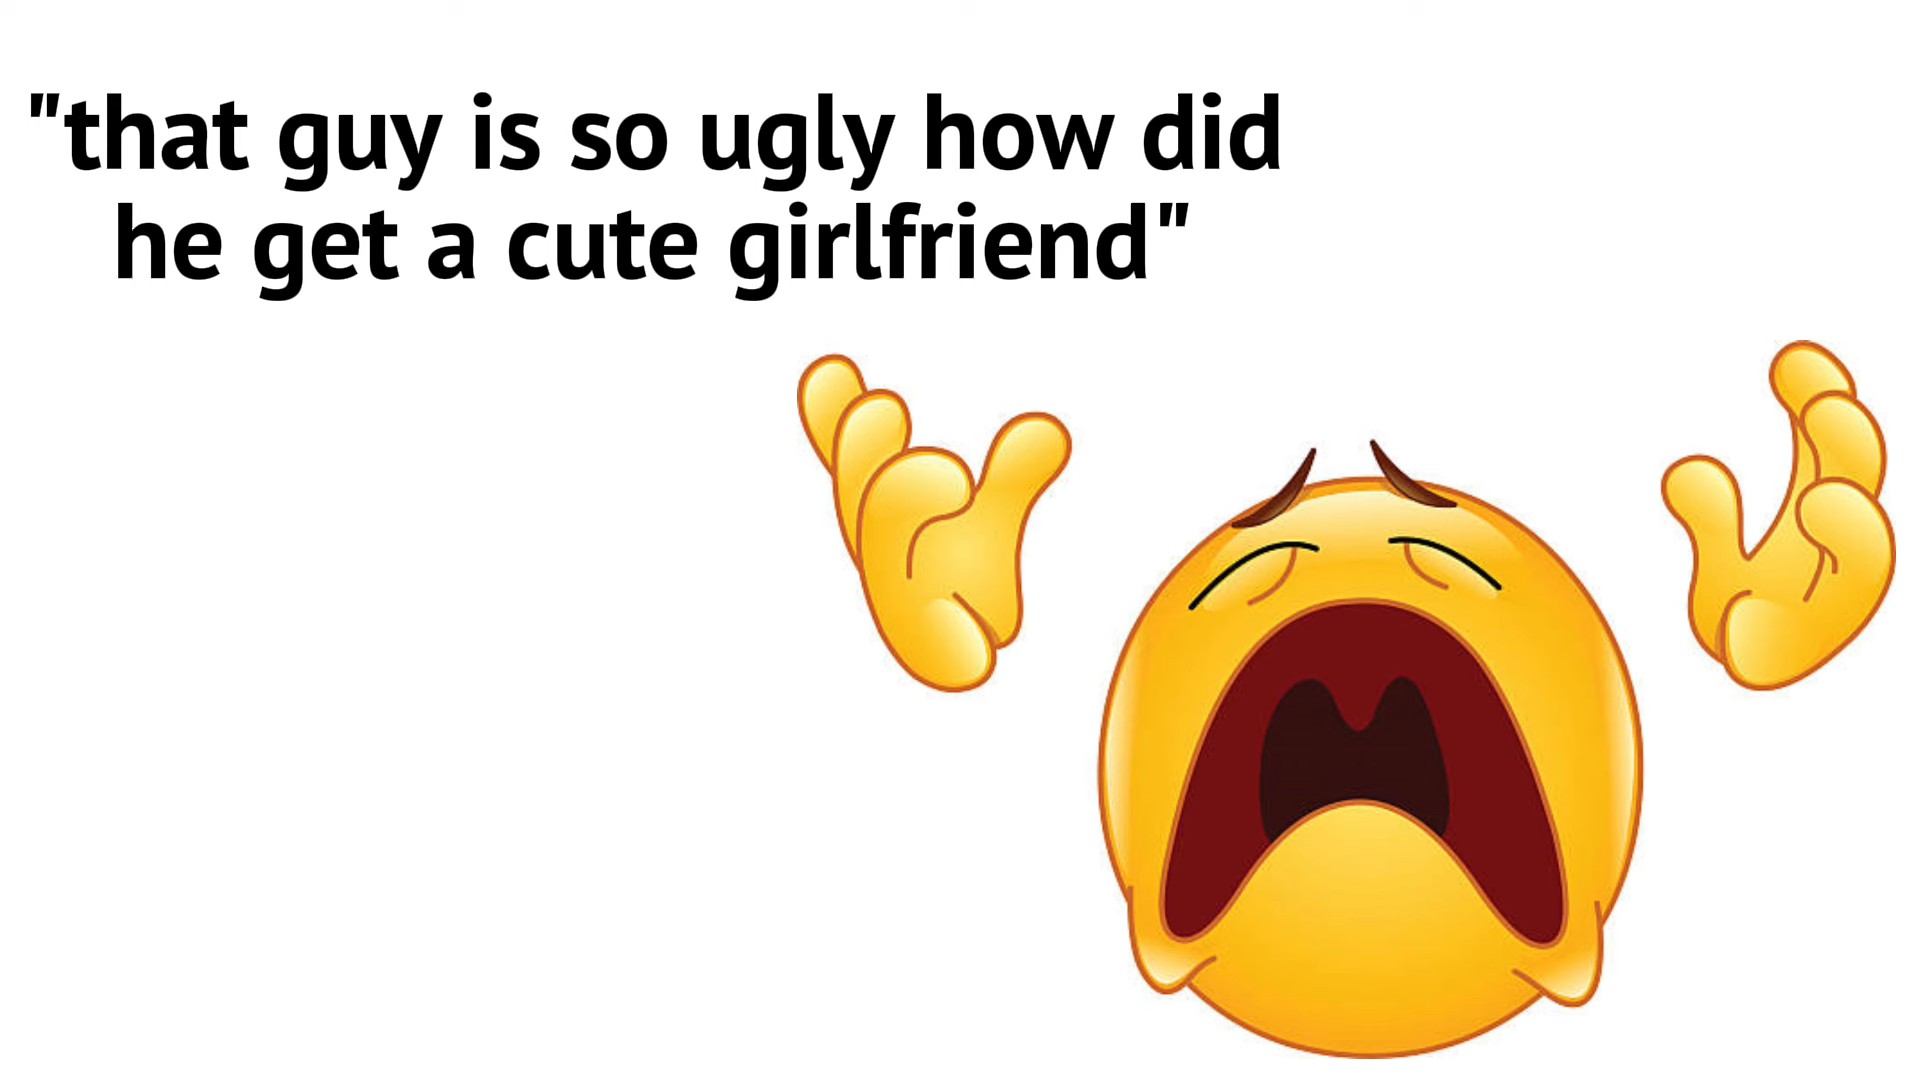 "that guy is so ugly how did
he get a cute girlfriend"